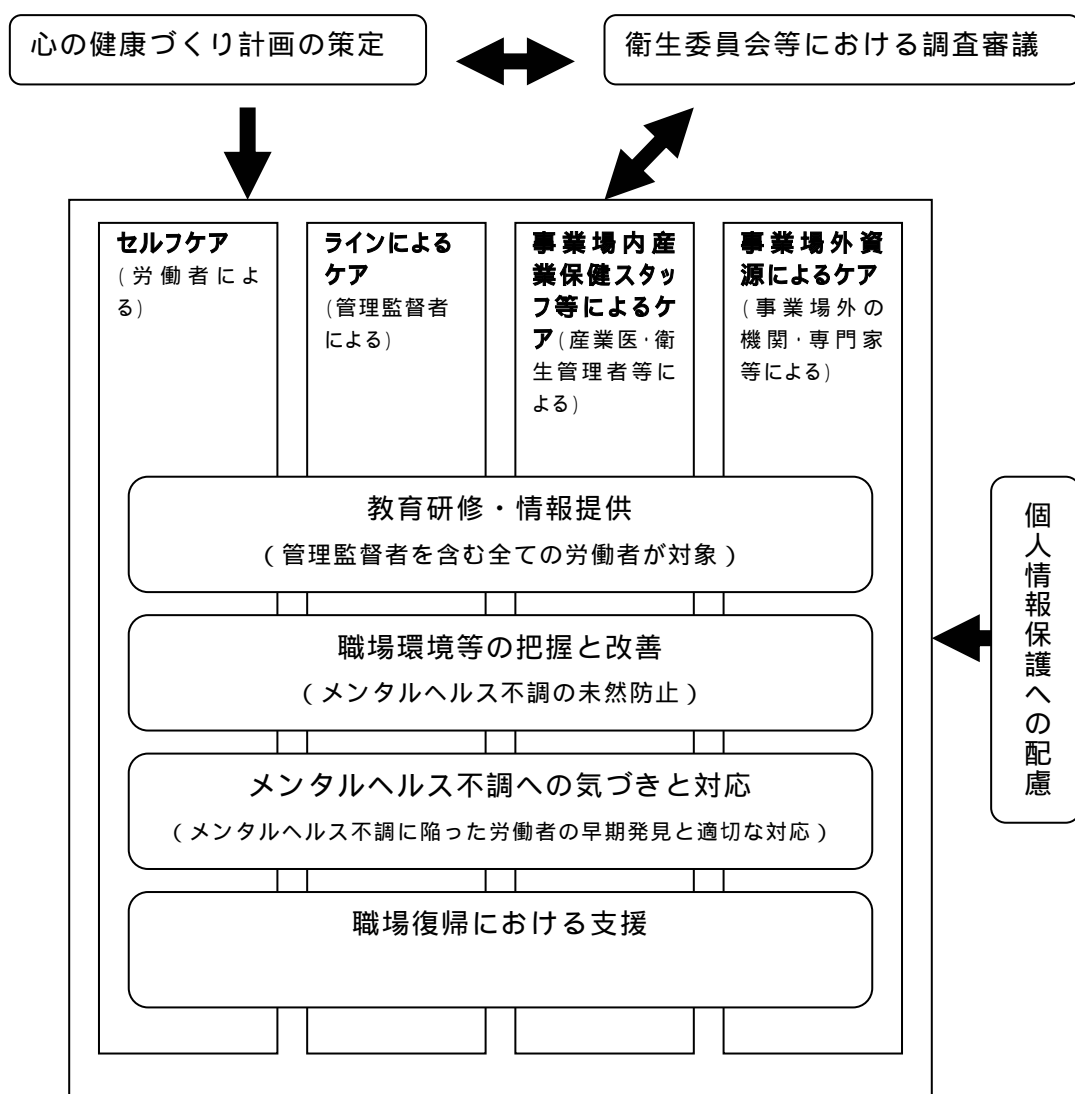 心の健康づくり計画の策定
衛生委員会等における調査審議
セルフケア
(労働者によ
る)
ラインによる
ケア
(管理監督者
による)
事業場内産
業保健スタッ
フ等によるケ
ア(産業医・衛
生管理者等に
よる)
事業場外資
源によるケア
(事業場外の
機関・専門家
等による)
教育研修・情報提供
(管理監督者を含む全ての労働者が対象)
職場環境等の把握と改善
(メンタルヘルス不調の未然防止)
メンタルヘルス不調への気づきと対応
(メンタルヘルス不調に陥った労働者の早期発見と適切な対応)
職場復帰における支援
個人情報保護への配慮